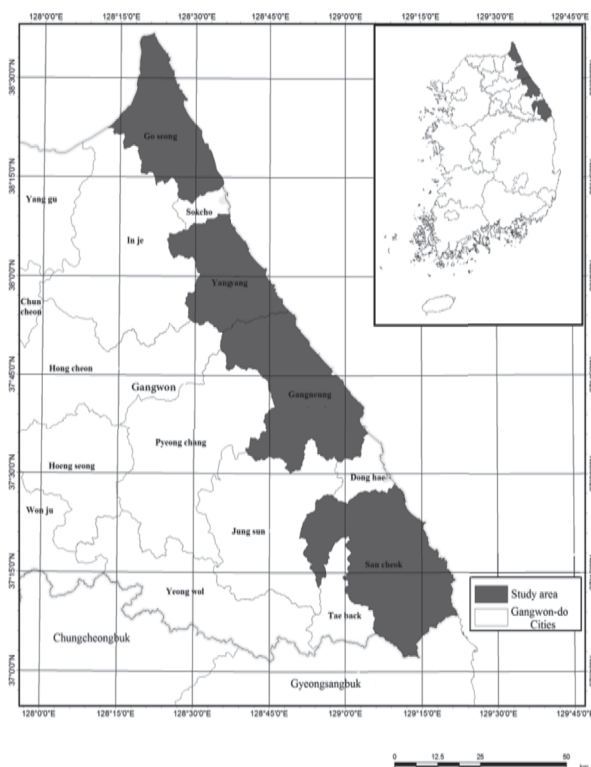 128°0'0"E 128°15'0"E 128°30'0"E 128°45'0"E 129°0'0"E 129°15'0"E 129°30'0"E 129°45'0"E
38°30'0"N
38°15'0"N
38°0'0"N
37°45'0"N
37°30'0"N
37°15'0"N
37°0'0"N
Go seong
Yang gu
Sokcho
In je
Yangyang
Chun
cheon
Hong cheon
Gangwon
Gangneung
Pyeong chang
Hoeng seong
Dong hae
Won ju
Jung sun
Sam cheok
Yeong wol
Tae back
Chungcheongbuk
Gyeongsangbuk
Study area
Gangwon-do
Cities
128°0'0"E 128°15'0"E 128°30'0"E 128°45'0"E 129°0'0"E 129°15'0"E 129°30'0"E 129°45'0"E
0 12.5 25 50